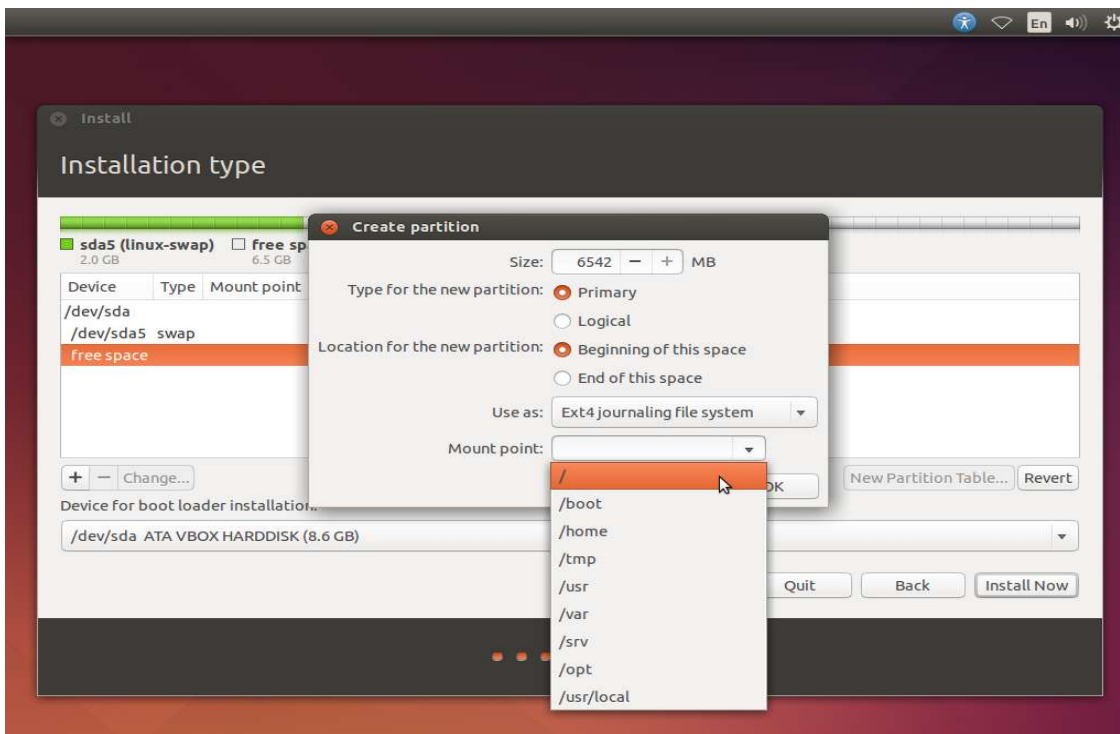 En
Install
Installation type
sda5 (linux-swap) free sp
2.0 GB 6.5 GB
Create partition
Size: 6542 − + MB
Type for the new partition: Primary
Logical
Location for the new partition: Beginning of this space
End of this space
Use as: Ext4 journaling file system
Mount point:
/
/boot
/home
/tmp
/usr
/var
/srv
/opt
/usr/local
OK
Device Type Mount point
/dev/sda
/dev/sda5 swap
free space
+ − Change...
New Partition Table... Revert
Device for boot loader installation:
/dev/sda ATA VBOX HARDDISK (8.6 GB)
Quit Back Install Now